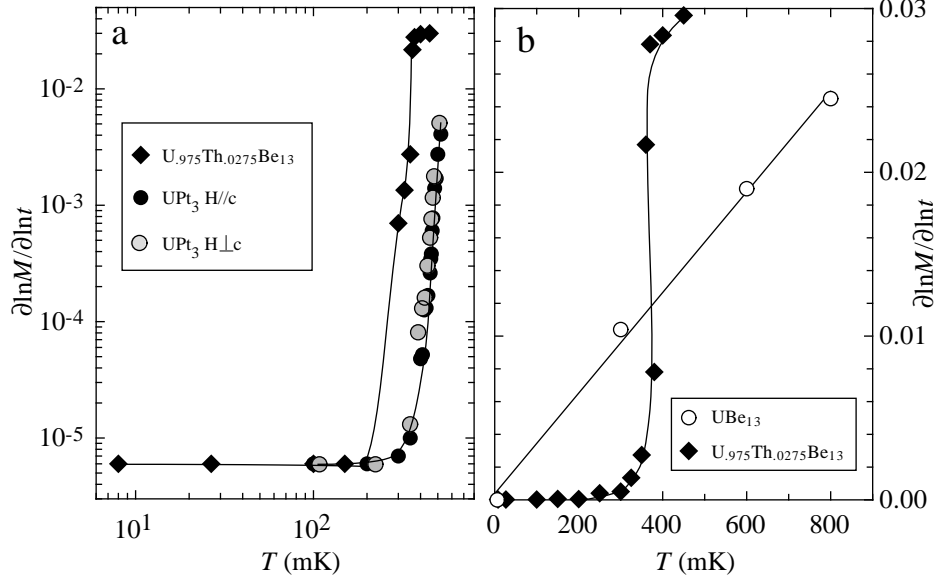 a
∂lnM/∂lnt
10⁻²
10⁻³
10⁻⁴
10⁻⁵
U.975Th.0275Be₁₃
UPt₃ H//c
UPt₃ H⊥c
10¹
10²
T (mK)
b
0.03
0.02
0.01
0.00
∂lnM/∂lnt
UBe₁₃
U.975Th.0275Be₁₃
0 200 400 600 800
T (mK)